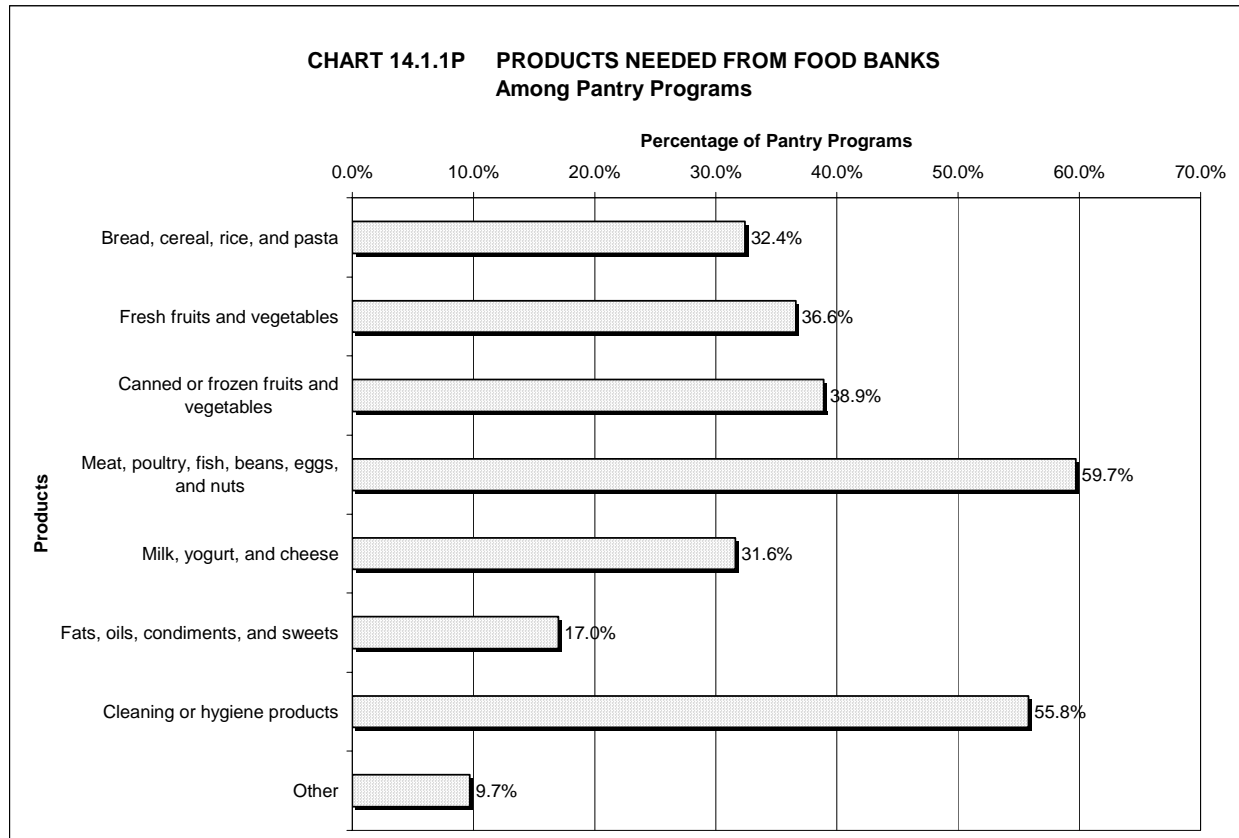 CHART 14.1.1P PRODUCTS NEEDED FROM FOOD BANKS
Among Pantry Programs
Percentage of Pantry Programs
0.0% 10.0% 20.0% 30.0% 40.0% 50.0% 60.0% 70.0%
Products
Bread, cereal, rice, and pasta 32.4%
Fresh fruits and vegetables 36.6%
Canned or frozen fruits and
vegetables 38.9%
Meat, poultry, fish, beans, eggs,
and nuts 59.7%
Milk, yogurt, and cheese 31.6%
Fats, oils, condiments, and sweets 17.0%
Cleaning or hygiene products 55.8%
Other 9.7%